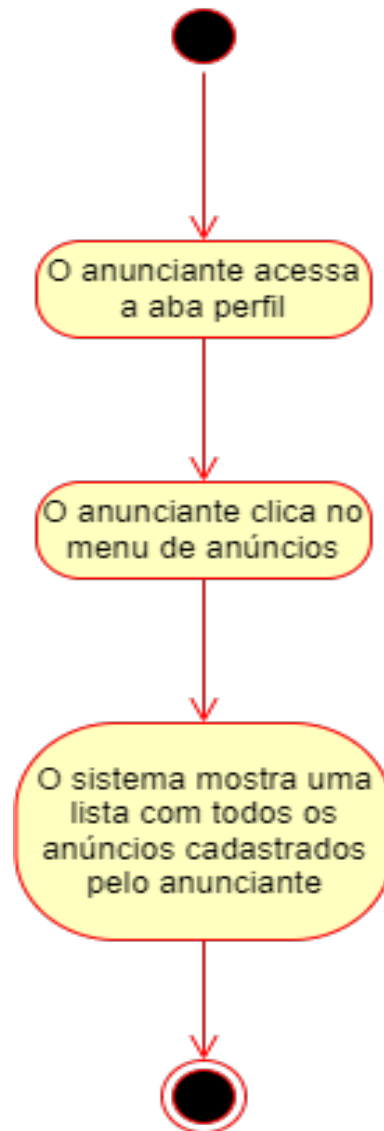 O anunciante acessa
a aba perfil
O anunciante clica no
menu de anúncios
O sistema mostra uma
lista com todos os
anúncios cadastrados
pelo anunciante